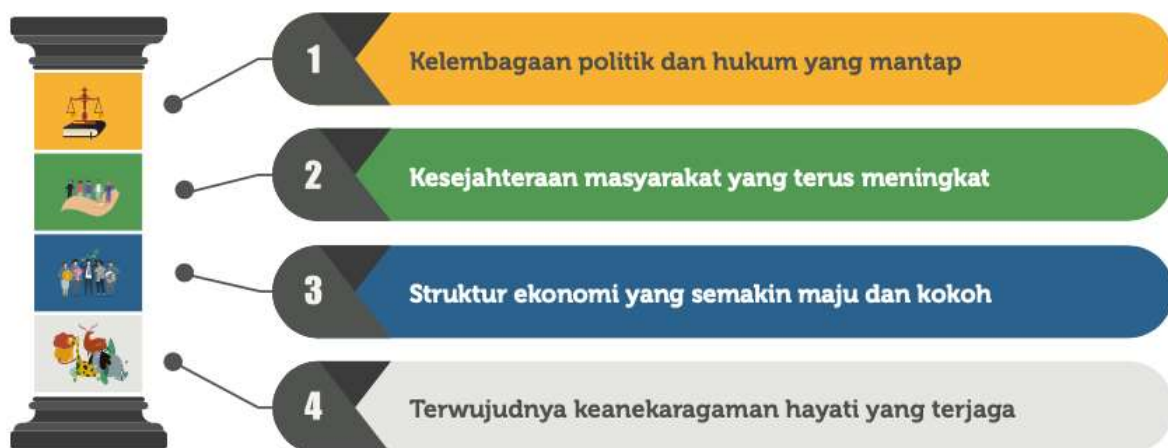 1
Kelembagaan politik dan hukum yang mantap
2
Kesejahteraan masyarakat yang terus meningkat
3
Struktur ekonomi yang semakin maju dan kokoh
4
Terwujudnya keanekaragaman hayati yang terjaga